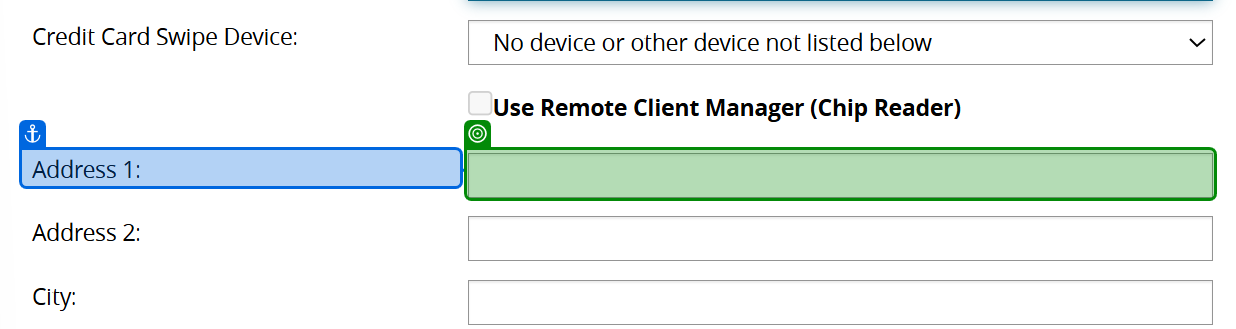 Credit Card Swipe Device:
No device or other device not listed below
Use Remote Client Manager (Chip Reader)
Address 1:
Address 2:
City: